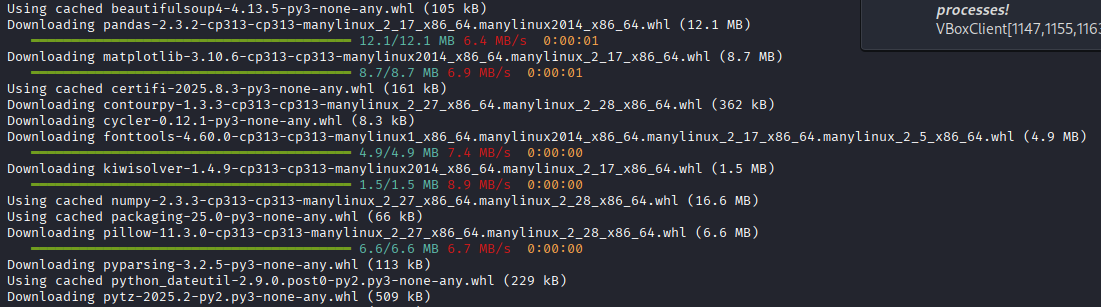 Using cached beautifulsoup4-4.13.5-py3-none-any.whl (105 kB)
Downloading pandas-2.3.2-cp313-cp313-manylinux_2_17_x86_64.manylinux2014_x86_64.whl (12.1 MB)
12.1/12.1 MB 6.4 MB/s 0:00:01
Downloading matplotlib-3.10.6-cp313-cp313-manylinux2014_x86_64.manylinux_2_17_x86_64.whl (8.7 MB)
8.7/8.7 MB 6.9 MB/s 0:00:01
Using cached certifi-2025.8.3-py3-none-any.whl (161 kB)
Downloading contourpy-1.3.3-cp313-cp313-manylinux_2_27_x86_64.manylinux_2_28_x86_64.whl (362 kB)
Downloading cycler-0.12.1-py3-none-any.whl (8.3 kB)
Downloading fonttools-4.60.0-cp313-cp313-manylinux1_x86_64.manylinux2014_x86_64.manylinux_2_17_x86_64.manylinux_2_5_x86_64.whl (4.9 MB)
4.9/4.9 MB 7.4 MB/s 0:00:00
Downloading kiwisolver-1.4.9-cp313-cp313-manylinux2014_x86_64.manylinux_2_17_x86_64.whl (1.5 MB)
1.5/1.5 MB 8.9 MB/s 0:00:00
Using cached numpy-2.3.3-cp313-cp313-manylinux_2_27_x86_64.manylinux_2_28_x86_64.whl (16.6 MB)
Using cached packaging-25.0-py3-none-any.whl (66 kB)
Downloading pillow-11.3.0-cp313-cp313-manylinux_2_27_x86_64.manylinux_2_28_x86_64.whl (6.6 MB)
6.6/6.6 MB 6.7 MB/s 0:00:00
Downloading pyparsing-3.2.5-py3-none-any.whl (113 kB)
Using cached python_dateutil-2.9.0.post0-py2.py3-none-any.whl (229 kB)
Downloading pytz-2025.2-py2.py3-none-any.whl (509 kB)
processes!
VBoxClient[1147,1155,1163